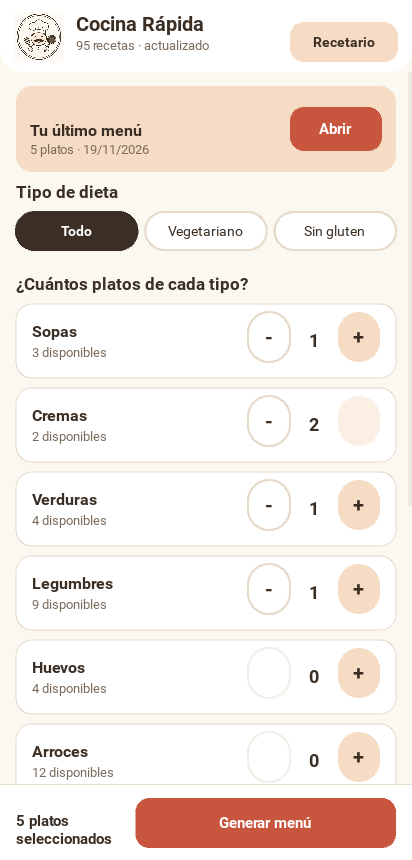 Cocina Rápida
95 recetas · actualizado
Recetario
Tu último menú
5 platos · 19/11/2026
Abrir
Tipo de dieta
Todo
Vegetariano
Sin gluten
¿Cuántos platos de cada tipo?
Sopas
3 disponibles
- 1 +
Cremas
2 disponibles
- 2
Verduras
4 disponibles
- 1 +
Legumbres
9 disponibles
- 1 +
Huevos
4 disponibles
0 +
Arroces
12 disponibles
0 +
5 platos
seleccionados
Generar menú